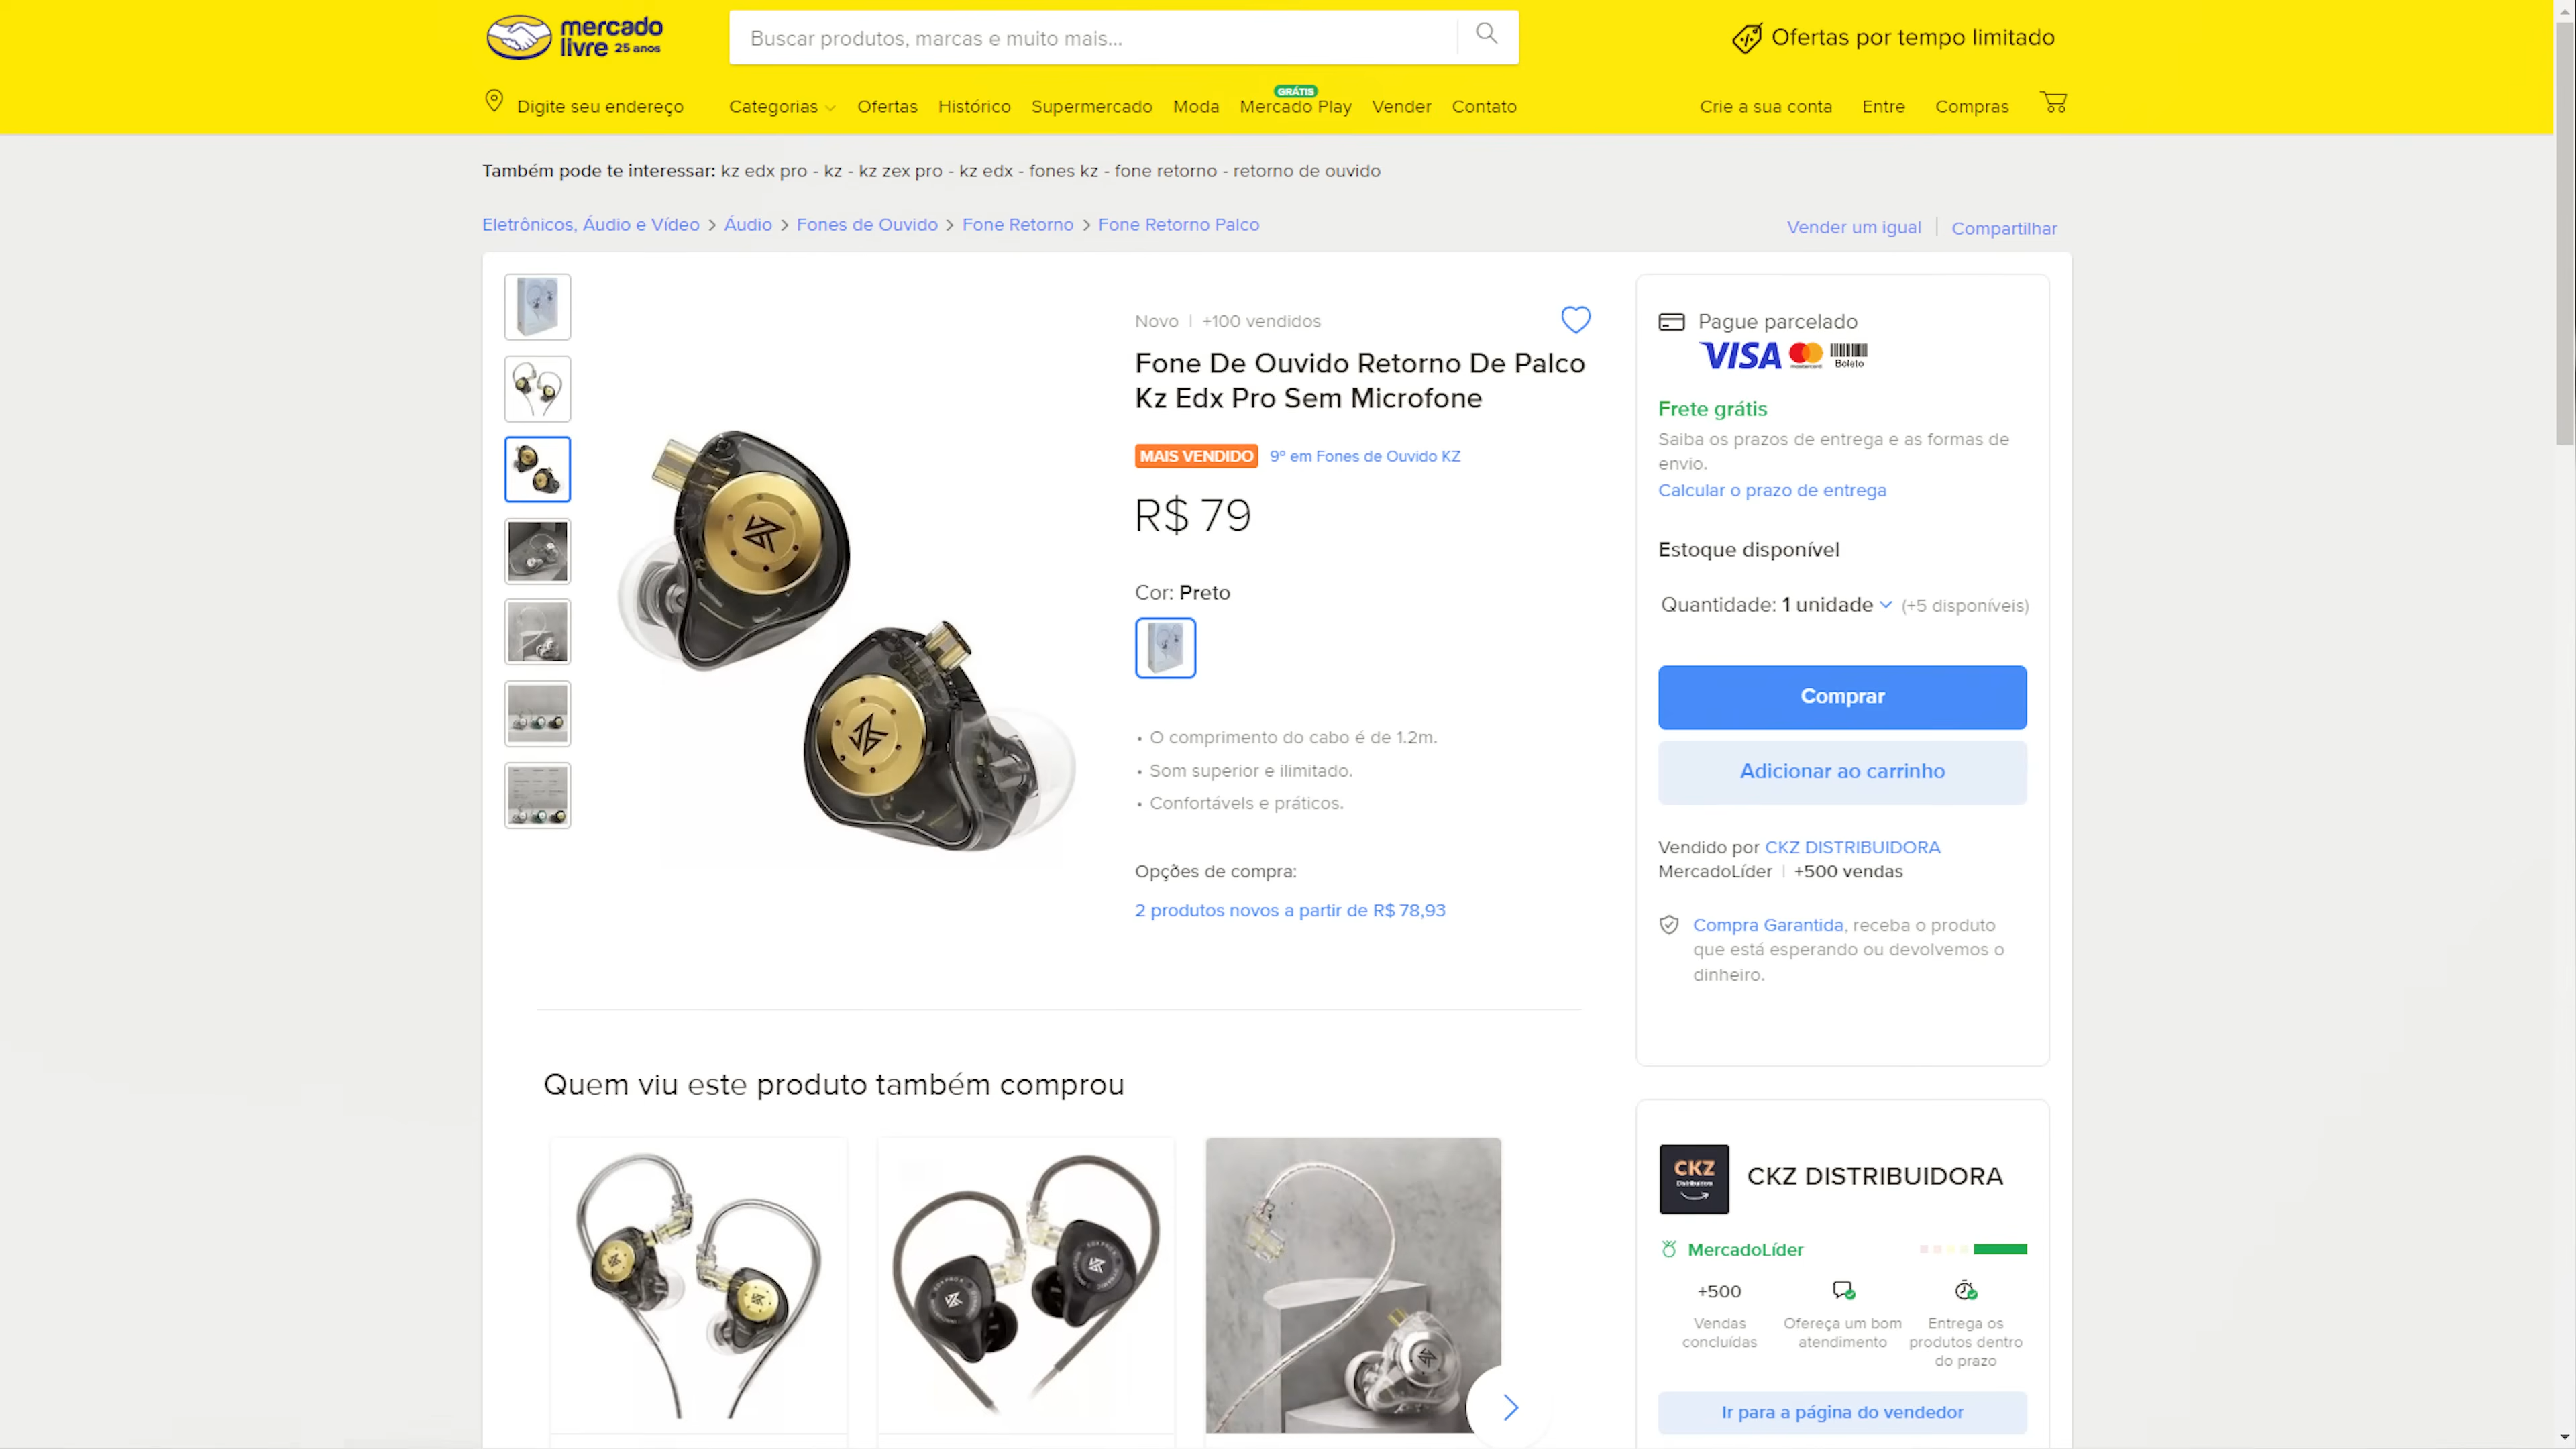 mercado
livre 25 anos
Buscar produtos, marcas e muito mais...
Ofertas por tempo limitado
Digite seu endereço
Categorias
Ofertas
Histórico
Supermercado
Moda
GRÁTIS
Mercado Play
Vender
Contato
Crie a sua conta
Entre
Compras
Também pode te interessar: kz edx pro - kz - kz zex pro - kz edx - fones kz - fone retorno - retorno de ouvido
Eletrônicos, Áudio e Vídeo > Áudio > Fones de Ouvido > Fone Retorno > Fone Retorno Palco
Vender um igual | Compartilhar
Novo | +100 vendidos
Fone De Ouvido Retorno De Palco
Kz Edx Pro Sem Microfone
MAIS VENDIDO 9º em Fones de Ouvido KZ
R$ 79
Cor: Preto
• O comprimento do cabo é de 1.2m.
• Som superior e ilimitado.
• Confortávels e práticos.
Opções de compra:
2 produtos novos a partir de R$ 78,93
Pague parcelado
VISA mastercard Boleto
Frete grátis
Saiba os prazos de entrega e as formas de
envio.
Calcular o prazo de entrega
Estoque disponível
Quantidade: 1 unidade (+5 disponíveis)
Comprar
Adicionar ao carrinho
Vendido por CKZ DISTRIBUIDORA
MercadoLíder | +500 vendas
Compra Garantida, receba o produto
que está esperando ou devolvemos o
dinheiro.
Quem viu este produto também comprou
CKZ
Distribuidora
CKZ DISTRIBUIDORA
MercadoLíder
+500
Vendas
concluídas
Ofereça um bom
atendimento
Entrega os
produtos dentro
do prazo
Ir para a página do vendedor